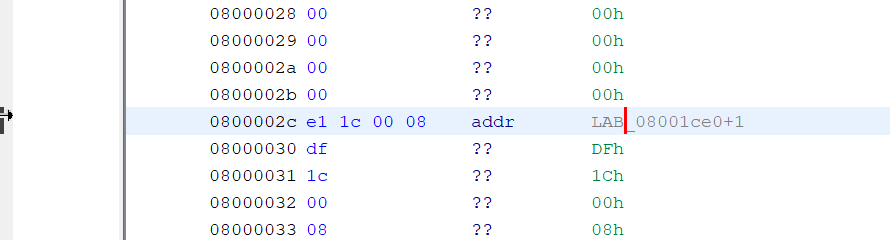 08000028 00 ?? 00h
08000029 00 ?? 00h
0800002a 00 ?? 00h
0800002b 00 ?? 00h
0800002c e1 1c 00 08 addr LAB_08001ce0+1
08000030 df ?? DFh
08000031 1c ?? 1Ch
08000032 00 ?? 00h
08000033 08 ?? 08h